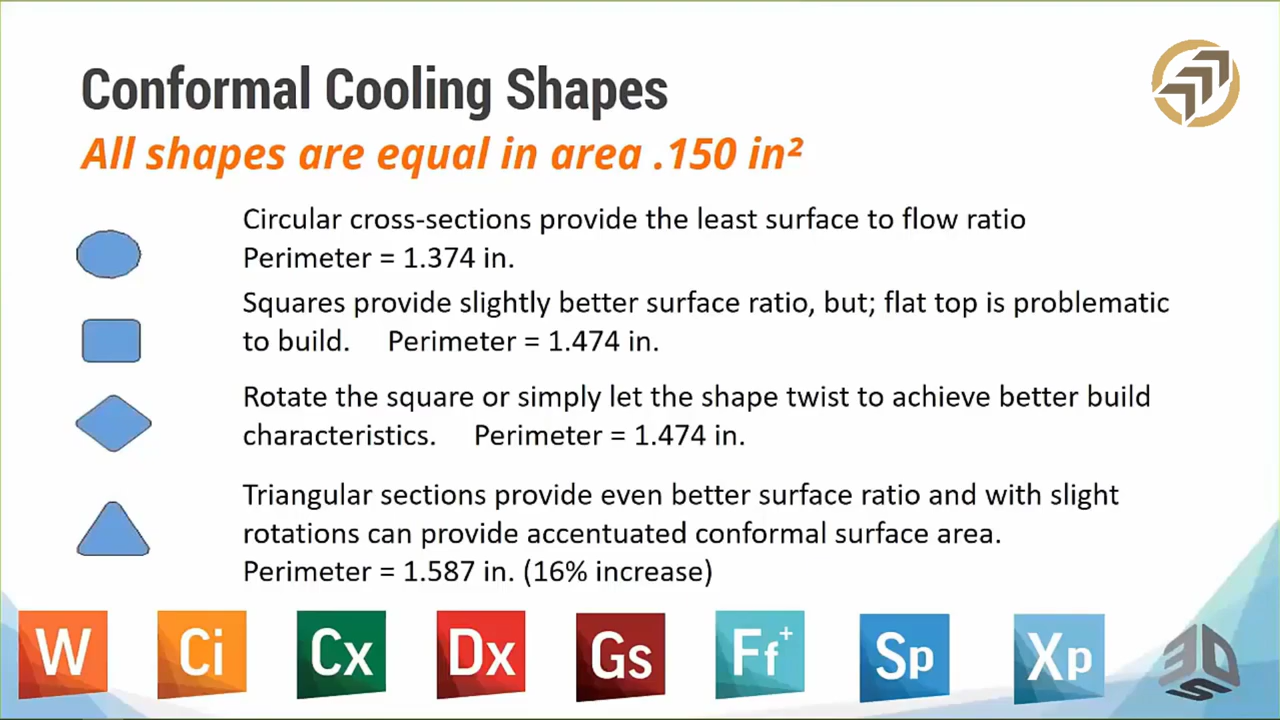 Conformal Cooling Shapes
All shapes are equal in area .150 in²
Circular cross-sections provide the least surface to flow ratio
Perimeter = 1.374 in.
Squares provide slightly better surface ratio, but; flat top is problematic
to build. Perimeter = 1.474 in.
Rotate the square or simply let the shape twist to achieve better build
characteristics. Perimeter = 1.474 in.
Triangular sections provide even better surface ratio and with slight
rotations can provide accentuated conformal surface area.
Perimeter = 1.587 in. (16% increase)
W Ci Cx Dx Gs Ff+ Sp Xp
3DS